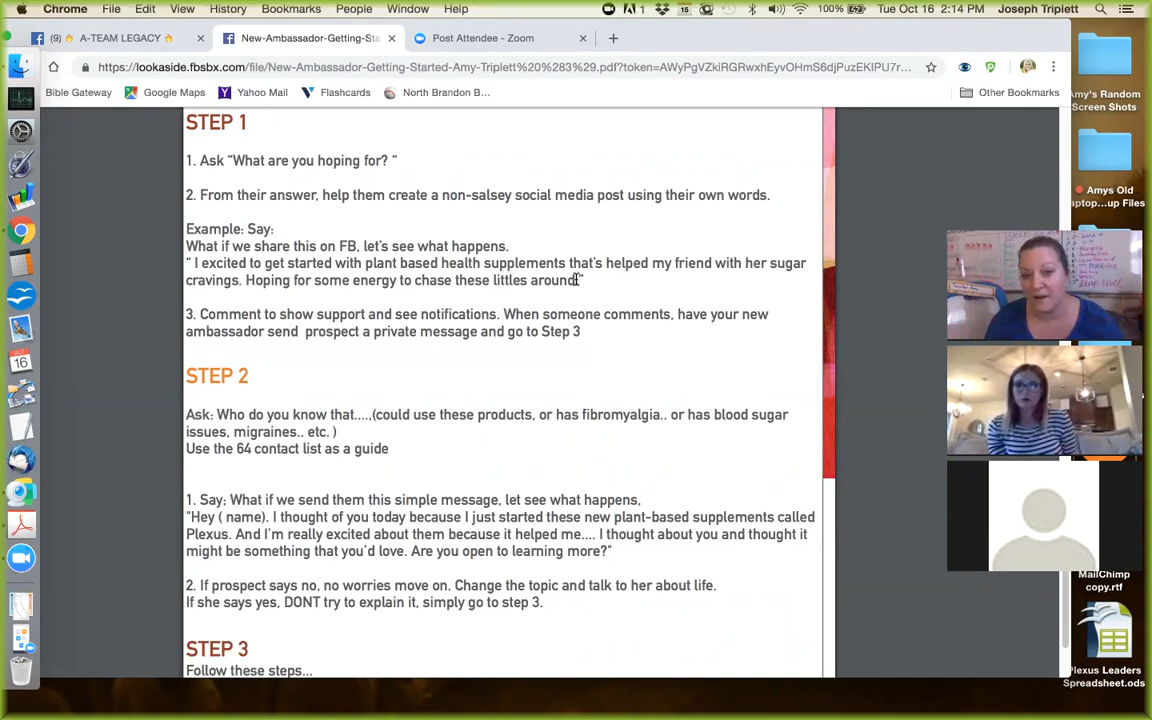 Chrome File Edit View History Bookmarks People Window Help 1 15 100% Tue Oct 16 2:14 PM Joseph Triplett
(9) A-TEAM LEGACY
New-Ambassador-Getting-Sta
Post Attendee - Zoom
https://lookaside.fbsbx.com/file/New-Ambassador-Getting-Started-Amy-Triplett%20%283%29.pdf?token=AWyPgVZkiRGRwxhEyvOHmS6djPuzEKIPU7r...
Bible Gateway Google Maps Yahoo Mail Flashcards North Brandon B... Other Bookmarks
Amy's Random
Screen Shots
Amys Old
aptop...up Files
STEP 1
1. Ask “What are you hoping for? “
2. From their answer, help them create a non-salsey social media post using their own words.
Example: Say:
What if we share this on FB, let's see what happens.
“ I excited to get started with plant based health supplements that's helped my friend with her sugar
cravings. Hoping for some energy to chase these littles around."
3. Comment to show support and see notifications. When someone comments, have your new
ambassador send prospect a private message and go to Step 3
STEP 2
Ask: Who do you know that.....,(could use these products, or has fibromyalgia.. or has blood sugar
issues, migraines.. etc. )
Use the 64 contact list as a guide
1. Say; What if we send them this simple message, let see what happens,
"Hey ( name). I thought of you today because I just started these new plant-based supplements called
Plexus. And I'm really excited about them because it helped me.... I thought about you and thought it
might be something that you'd love. Are you open to learning more?"
2. If prospect says no, no worries move on. Change the topic and talk to her about life.
If she says yes, DONT try to explain it, simply go to step 3.
STEP 3
Follow these steps...
OCT
16
MailChimp
copy.rtf
Plexus Leaders
Spreadsheet.ods